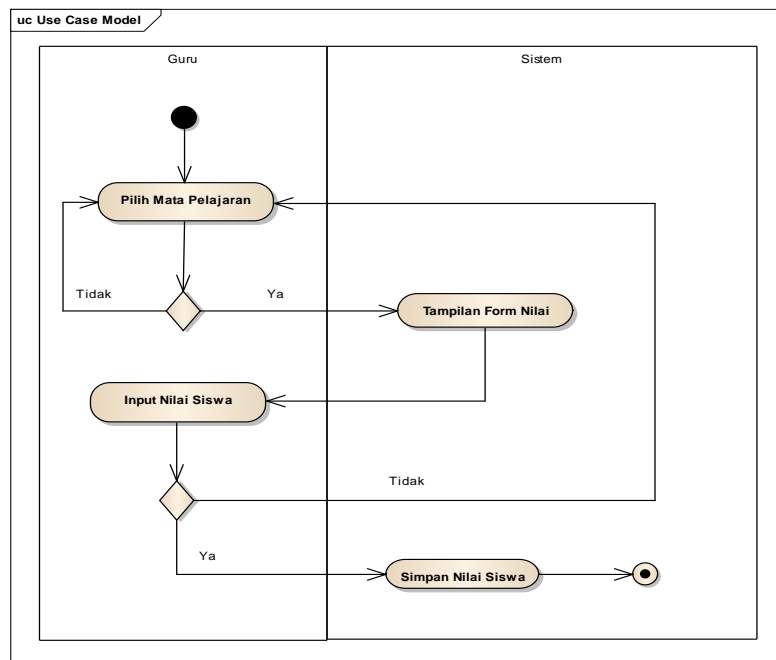 uc Use Case Model
Guru
Sistem
Pilih Mata Pelajaran
Tidak
Ya
Tampilan Form Nilai
Input Nilai Siswa
Tidak
Ya
Simpan Nilai Siswa